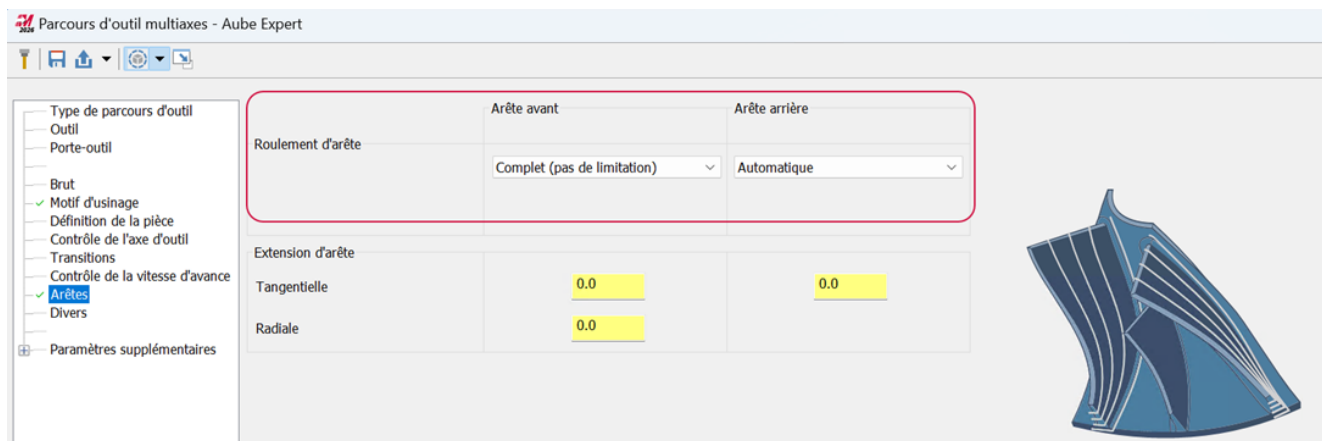 2026
Parcours d'outil multiaxes - Aube Expert
Type de parcours d'outil
Outil
Porte-outil
Brut
Motif d'usinage
Définition de la pièce
Contrôle de l'axe d'outil
Transitions
Contrôle de la vitesse d'avance
Arêtes
Divers
Paramètres supplémentaires
Arête avant Arête arrière
Roulement d'arête
Complet (pas de limitation) Automatique
Extension d'arête
Tangentielle 0.0 0.0
Radiale 0.0